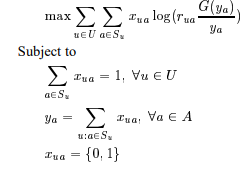 max ∑_{u∈U} ∑_{a∈S_u} x_{ua} log(r_{ua} \frac{G(y_a)}{y_a})
Subject to
∑_{a∈S_u} x_{ua} = 1, ∀u ∈ U
y_a = ∑_{u:a∈S_u} x_{ua}, ∀a ∈ A
x_{ua} = {0, 1}